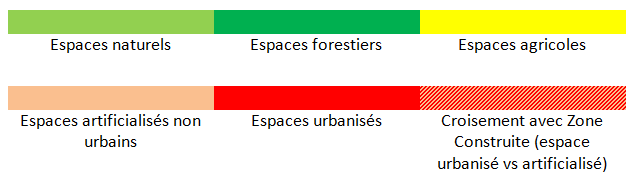 Espaces naturels
Espaces forestiers
Espaces agricoles
Espaces artificialisés non
urbains
Espaces urbanisés
Croisement avec Zone
Construite (espace
urbanisé vs artificialisé)